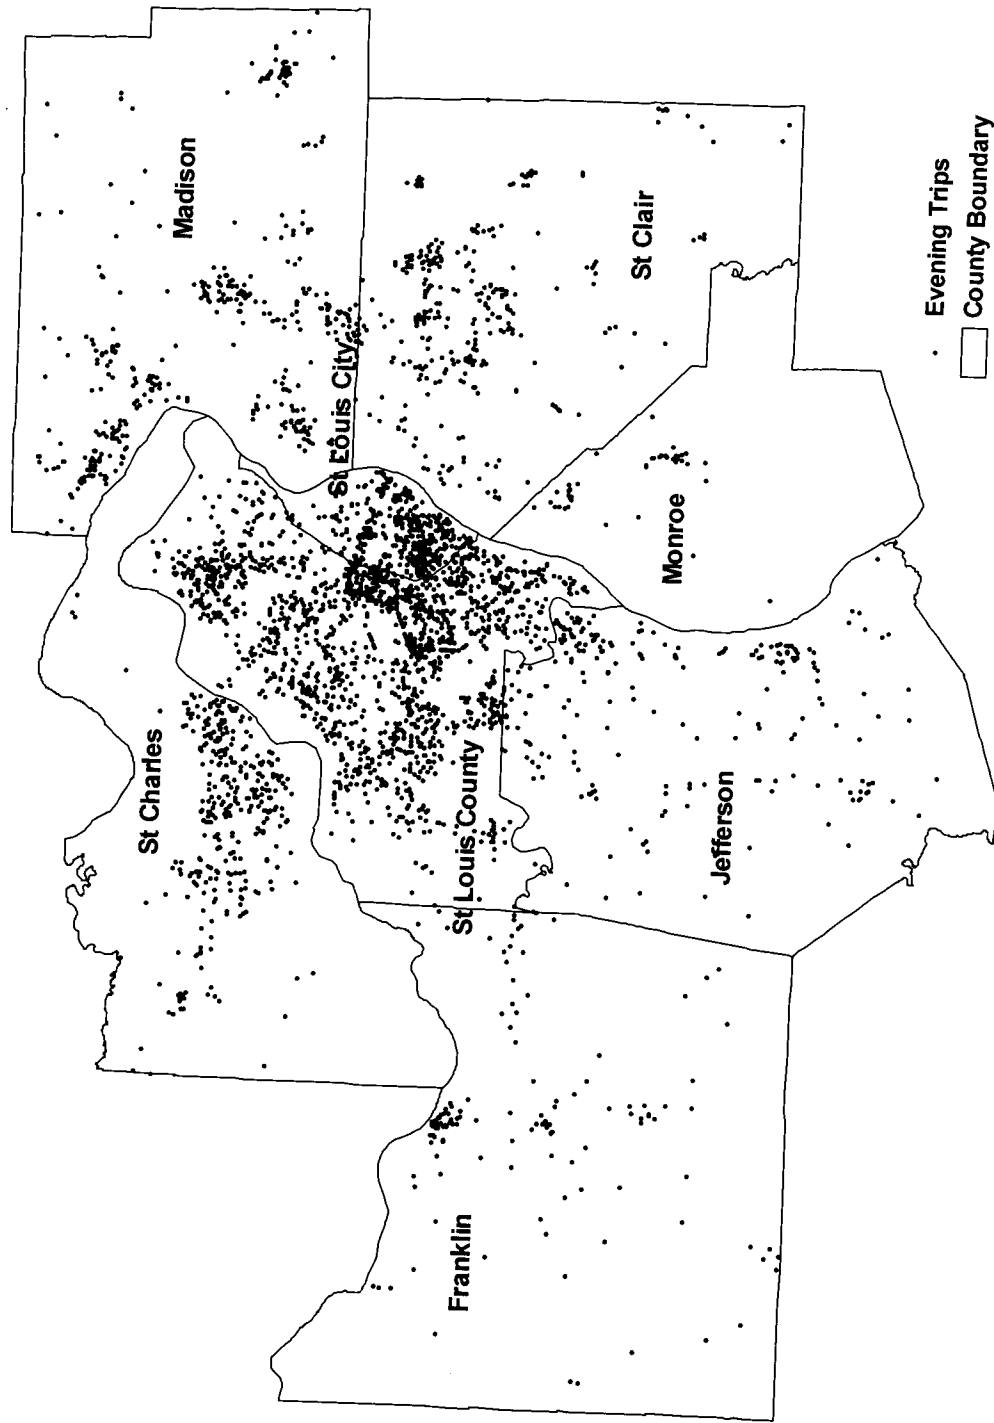 Madison
St Charles
St Louis City
St Clair
St Louis County
Monroe
Franklin
Jefferson
Evening Trips
County Boundary